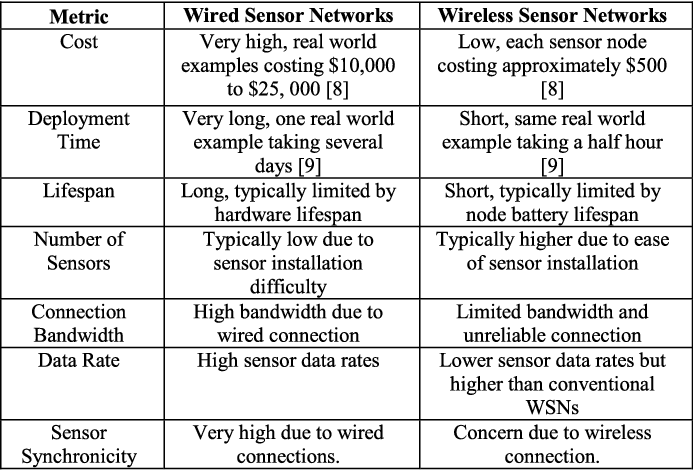 Metric Wired Sensor Networks Wireless Sensor Networks
Cost Very high, real world Low, each sensor node
examples costing $10,000 costing approximately $500
to $25, 000 [8] [8]
Deployment Very long, one real world Short, same real world
Time example taking several example taking a half hour
days [9] [9]
Lifespan Long, typically limited by Short, typically limited by
hardware lifespan node battery lifespan
Number of Typically low due to Typically higher due to ease
Sensors sensor installation of sensor installation
difficulty
Connection High bandwidth due to Limited bandwidth and
Bandwidth wired connection unreliable connection
Data Rate High sensor data rates Lower sensor data rates but
higher than conventional
WSNs
Sensor Very high due to wired Concern due to wireless
Synchronicity connections. connection.